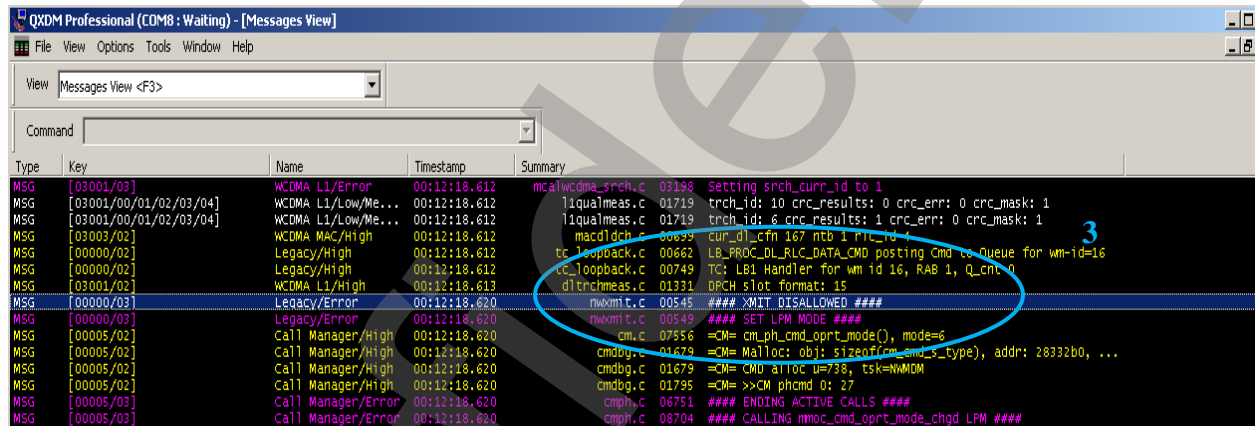 QXDM Professional (COM8 : Waiting) - [Messages View]
File View Options Tools Window Help
View Messages View <F3>
Command
Type Key Name Timestamp Summary
MSG [03001/03] WCDMA L1/Error 00:12:18.612 mcalwcdma_srch.c 03198 Setting srch_curr_id to 1
MSG [03001/00/01/02/03/04] WCDMA L1/Low/Me... 00:12:18.612 l1qualmeas.c 01719 trch_id: 10 crc_results: 0 crc_err: 0 crc_mask: 1
MSG [03001/00/01/02/03/04] WCDMA L1/Low/Me... 00:12:18.612 l1qualmeas.c 01719 trch_id: 6 crc_results: 1 crc_err: 0 crc_mask: 1
MSG [03003/02] WCDMA MAC/High 00:12:18.612 macdldch.c 00699 cur_dl_cfn 167 ntb 1 rlc_id 4
3
MSG [00000/02] Legacy/High 00:12:18.612 tc_loopback.c 00662 LB_PROC_DL_RLC_DATA_CMD posting Cmd to Queue for wm-id=16
MSG [00000/02] Legacy/High 00:12:18.612 tc_loopback.c 00749 TC: LB1 Handler for wm id 16, RAB 1, Q_cnt 0
MSG [03001/02] WCDMA L1/High 00:12:18.613 dltrchmeas.c 01331 DPCH slot format: 15
MSG [00000/03] Legacy/Error 00:12:18.620 nwxmit.c 00545 #### XMIT DISALLOWED ####
MSG [00000/03] Legacy/Error 00:12:18.620 nwxmit.c 00549 #### SET LPM MODE ####
MSG [00005/02] Call Manager/High 00:12:18.620 cm.c 07556 =CM= cm_ph_cmd_oprt_mode(), mode=6
MSG [00005/02] Call Manager/High 00:12:18.620 cmdbg.c 01679 =CM= Malloc: obj: sizeof(cm_cmd_s_type), addr: 28332b0, ...
MSG [00005/02] Call Manager/High 00:12:18.620 cmdbg.c 01679 =CM= CMD alloc U=738, tsk=NWMDM
MSG [00005/02] Call Manager/High 00:12:18.620 cmdbg.c 01795 =CM= >>CM phcmd 0: 27
MSG [00005/03] Call Manager/Error 00:12:18.620 cmph.c 06751 #### ENDING ACTIVE CALLS ####
MSG [00005/03] Call Manager/Error 00:12:18.620 cmph.c 08704 #### CALLING mmoc_cmd_oprt_mode_chgd LPM ####